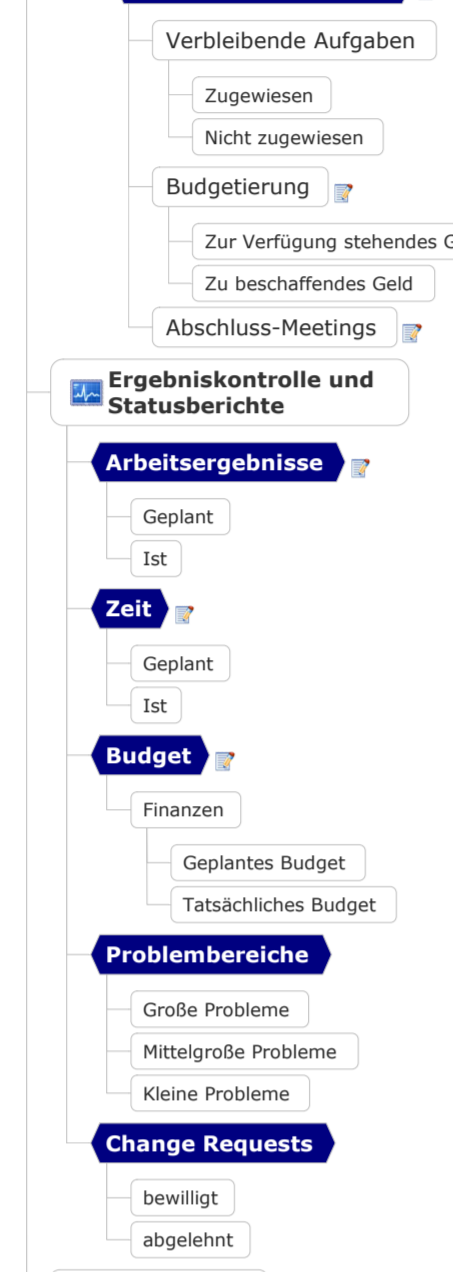 Verbleibende Aufgaben
Zugewiesen
Nicht zugewiesen
Budgetierung
Zur Verfügung stehendes
Zu beschaffendes Geld
Abschluss-Meetings
Ergebniskontrolle und
Statusberichte
Arbeitsergebnisse
Geplant
Ist
Zeit
Geplant
Ist
Budget
Finanzen
Geplantes Budget
Tatsächliches Budget
Problembereiche
Große Probleme
Mittelgroße Probleme
Kleine Probleme
Change Requests
bewilligt
abgelehnt